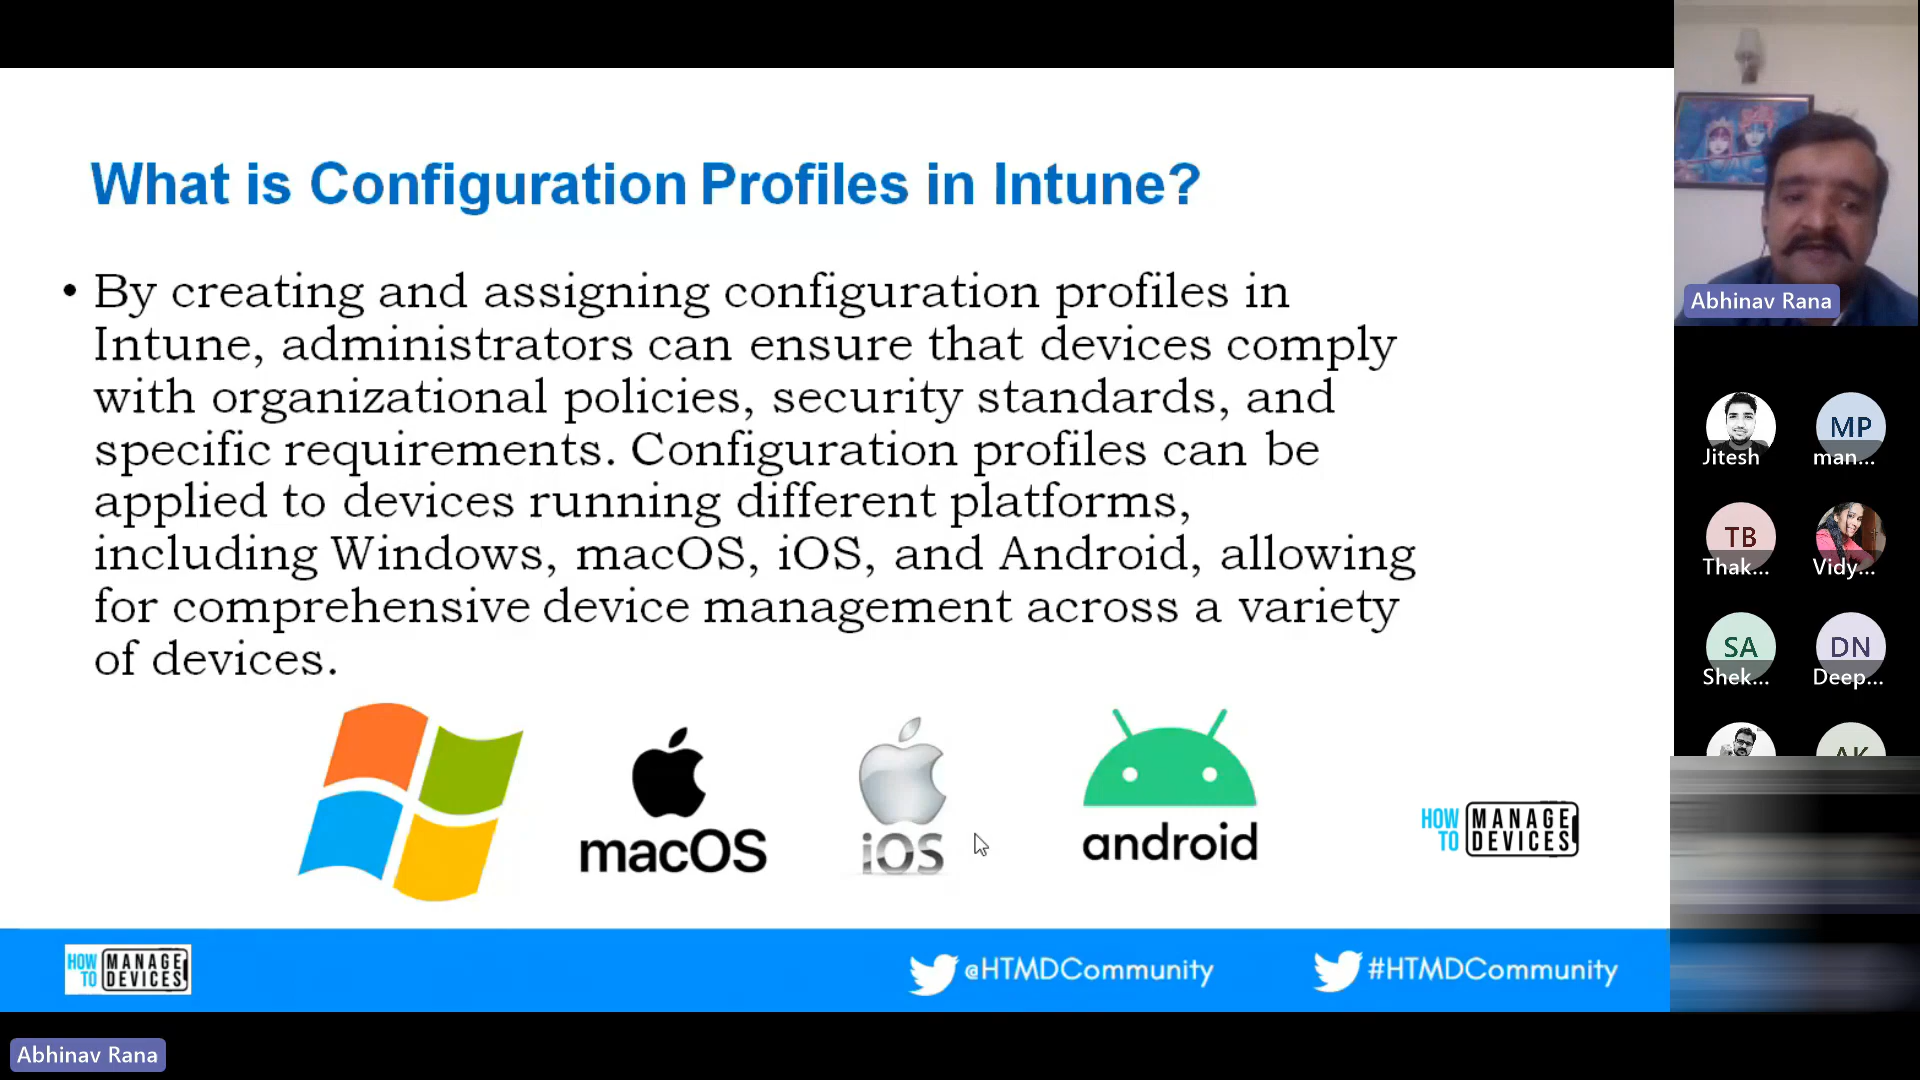 What is Configuration Profiles in Intune?
• By creating and assigning configuration profiles in
Intune, administrators can ensure that devices comply
with organizational policies, security standards, and
specific requirements. Configuration profiles can be
applied to devices running different platforms,
including Windows, macOS, iOS, and Android, allowing
for comprehensive device management across a variety
of devices.
macOS
iOS
android
HOW TO MANAGE DEVICES
HOW TO MANAGE DEVICES
@HTMDCommunity
#HTMDCommunity
Abhinav Rana
Abhinav Rana
Jitesh
MP
man...
TB
Thak...
Vidy...
SA
Shek...
DN
Deep...
AK